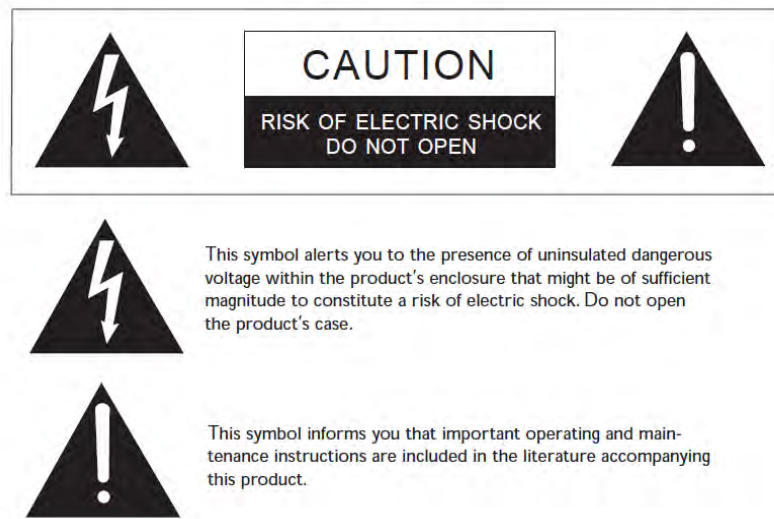 CAUTION
RISK OF ELECTRIC SHOCK
DO NOT OPEN
This symbol alerts you to the presence of uninsulated dangerous
voltage within the product's enclosure that might be of sufficient
magnitude to constitute a risk of electric shock. Do not open
the product's case.
This symbol informs you that important operating and main-
tenance instructions are included in the literature accompanying
this product.